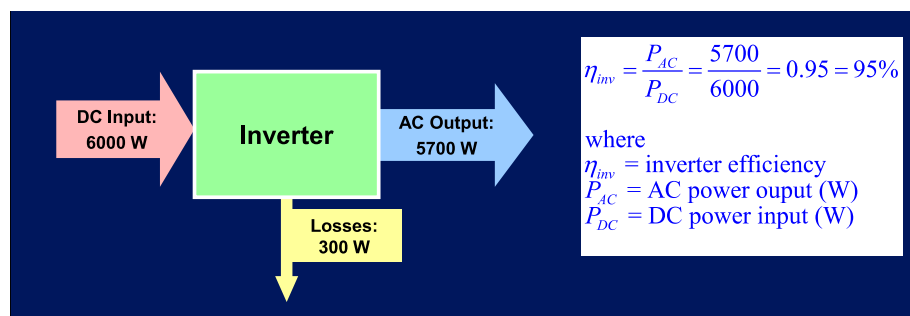 DC Input:
6000 W
Inverter
AC Output:
5700 W
Losses:
300 W
η_inv = P_AC / P_DC = 5700 / 6000 = 0.95 = 95%
where
η_inv = inverter efficiency
P_AC = AC power ouput (W)
P_DC = DC power input (W)